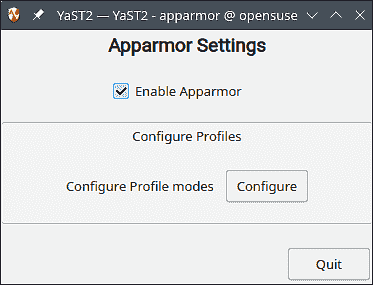 YaST2 — YaST2 - apparmor @ opensuse
Apparmor Settings
Enable Apparmor
Configure Profiles
Configure Profile modes Configure
Quit